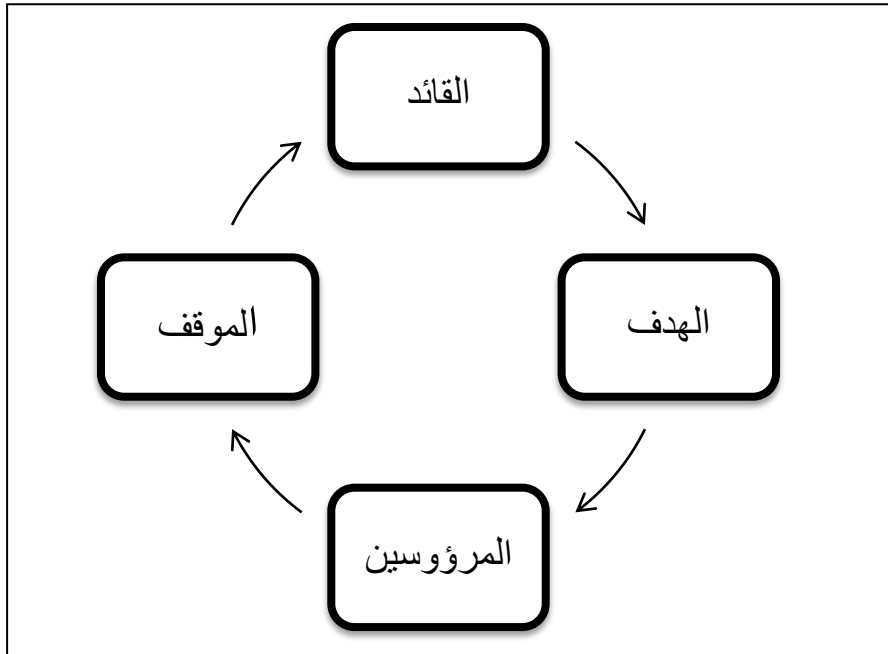 القائد
الهدف
المرؤوسين
الموقف